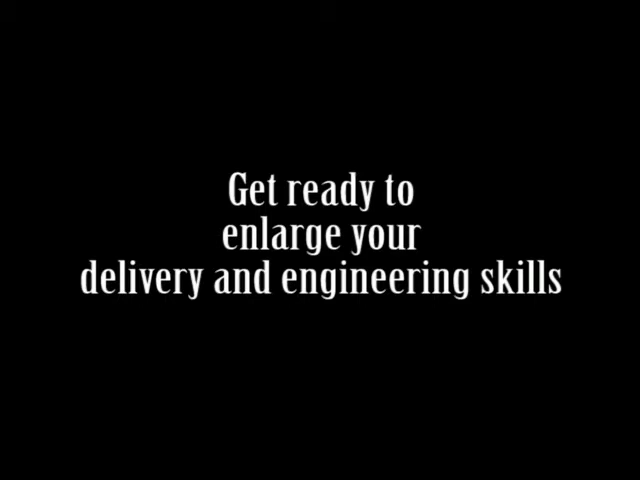 Get ready to
enlarge your
delivery and engineering skills